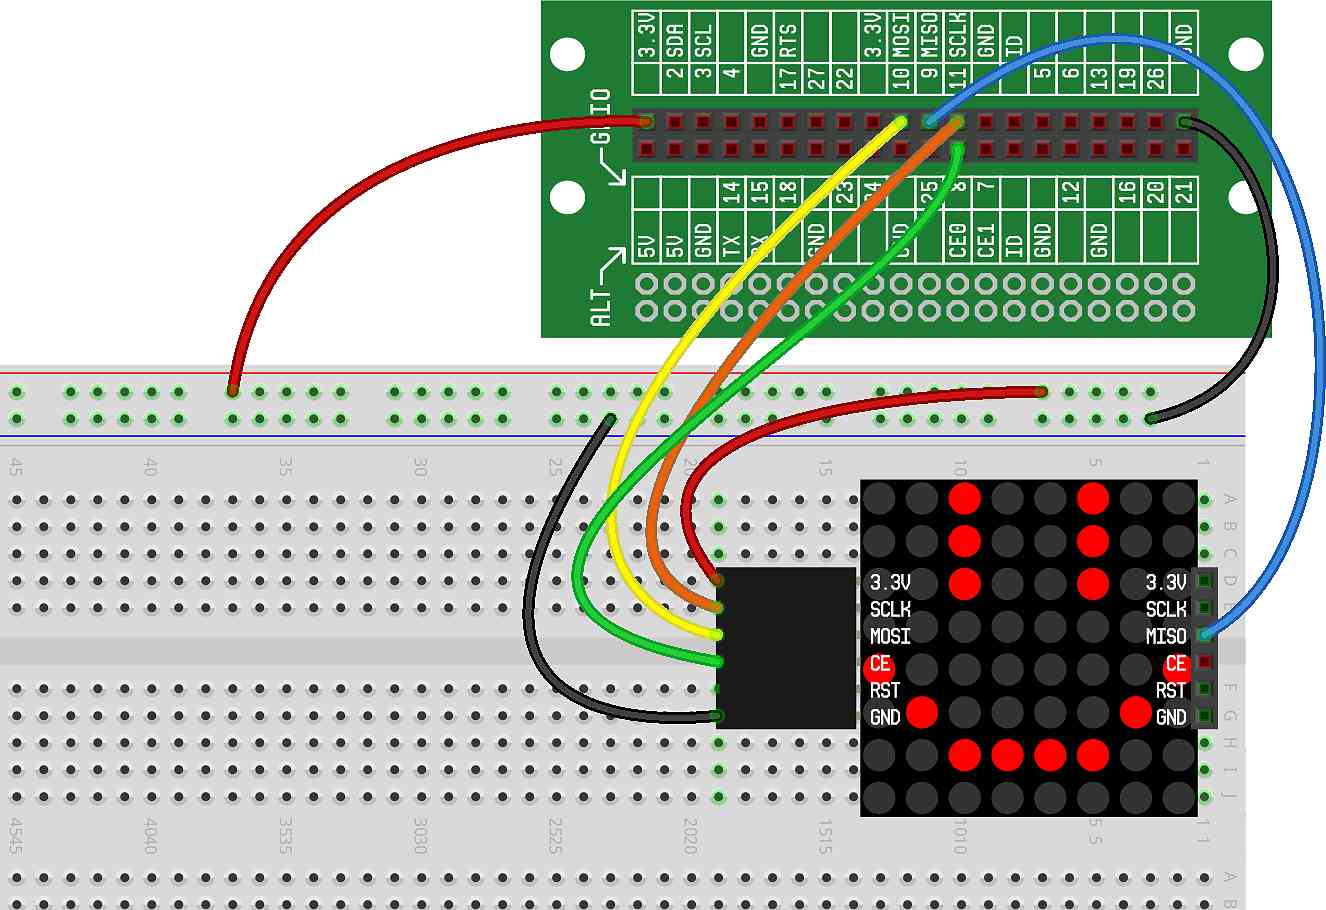 3.3V SDA SCL GND RTS 3.3V MOSI MISO SCLK GND ID GND
2 3 4 17 27 22 10 9 11 5 6 13 19 26
GPIO
14 15 18 23 24 25 8 7 12 16 20 21
5V 5V GND TX RX GND GND CE0 CE1 ID GND GND
ALT
45 40 35 30 25 20 15 10 5 1
A
B
C
3.3V 3.3V D
SCLK SCLK E
MOSI MISO
CE CE
RST RST F
GND GND G
H
I
J
4545 4040 3535 3030 2525 2020 1515 1010 5 5 1 1
A
B